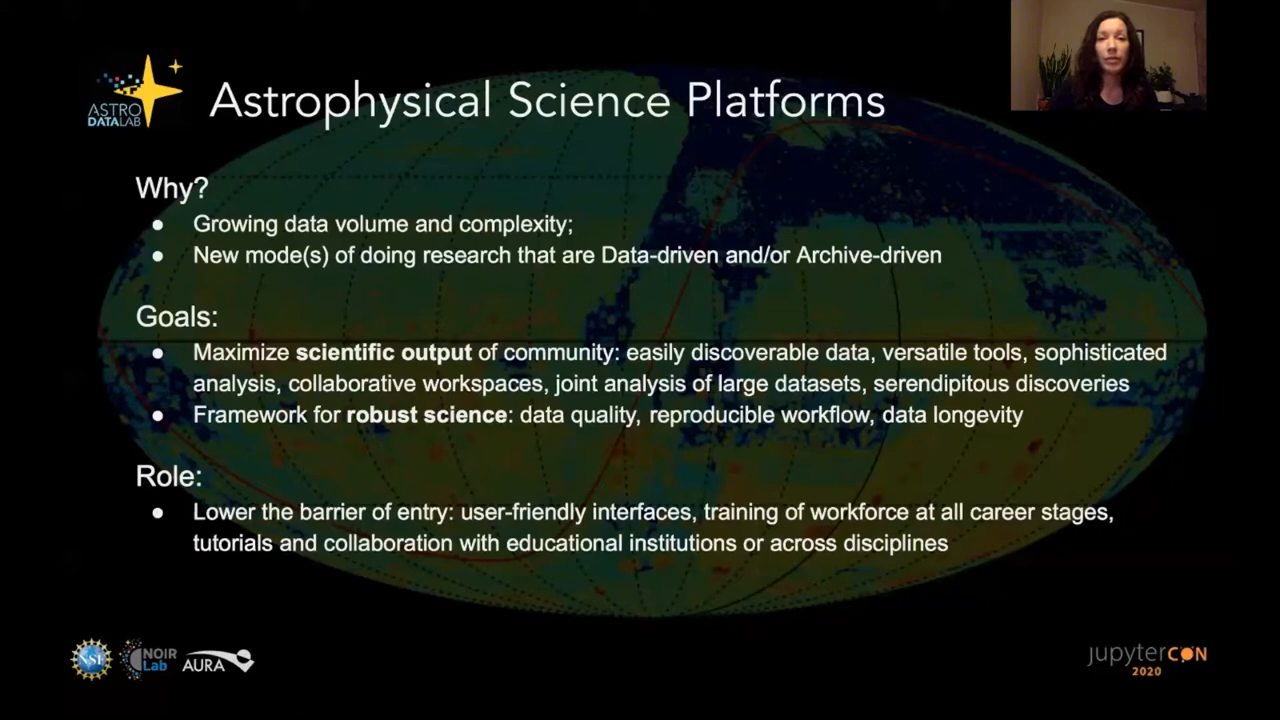 ASTRO
DATALAB
Astrophysical Science Platforms
Why?
● Growing data volume and complexity;
● New mode(s) of doing research that are Data-driven and/or Archive-driven
Goals:
● Maximize scientific output of community: easily discoverable data, versatile tools, sophisticated
analysis, collaborative workspaces, joint analysis of large datasets, serendipitous discoveries
● Framework for robust science: data quality, reproducible workflow, data longevity
Role:
● Lower the barrier of entry: user-friendly interfaces, training of workforce at all career stages,
tutorials and collaboration with educational institutions or across disciplines
NSF
NOIR
Lab
AURA
jupytercon
2020